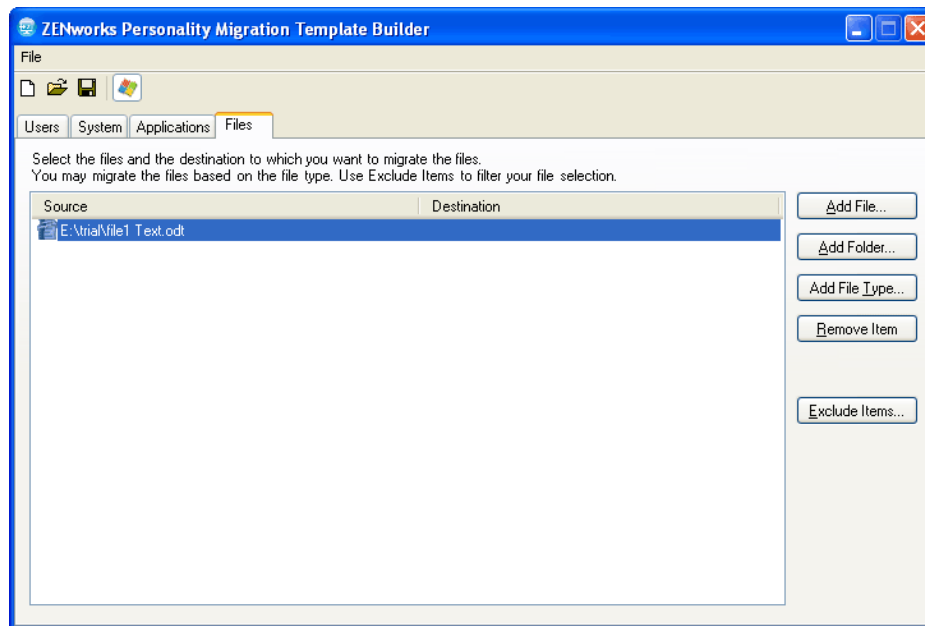 ZENworks Personality Migration Template Builder
File
Users System Applications Files
Select the files and the destination to which you want to migrate the files.
You may migrate the files based on the file type. Use Exclude Items to filter your file selection.
Source Destination
E:\trial\file1 Text.odt
Add File...
Add Folder...
Add File Type...
Remove Item
Exclude Items...